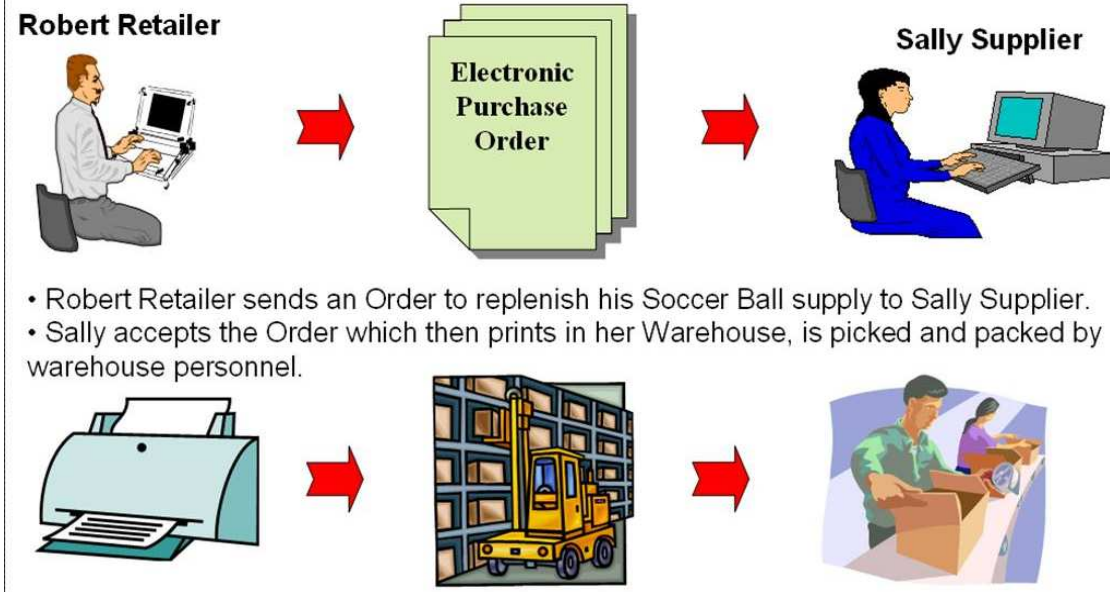 Robert Retailer
Electronic
Purchase
Order
Sally Supplier
• Robert Retailer sends an Order to replenish his Soccer Ball supply to Sally Supplier.
• Sally accepts the Order which then prints in her Warehouse, is picked and packed by
warehouse personnel.